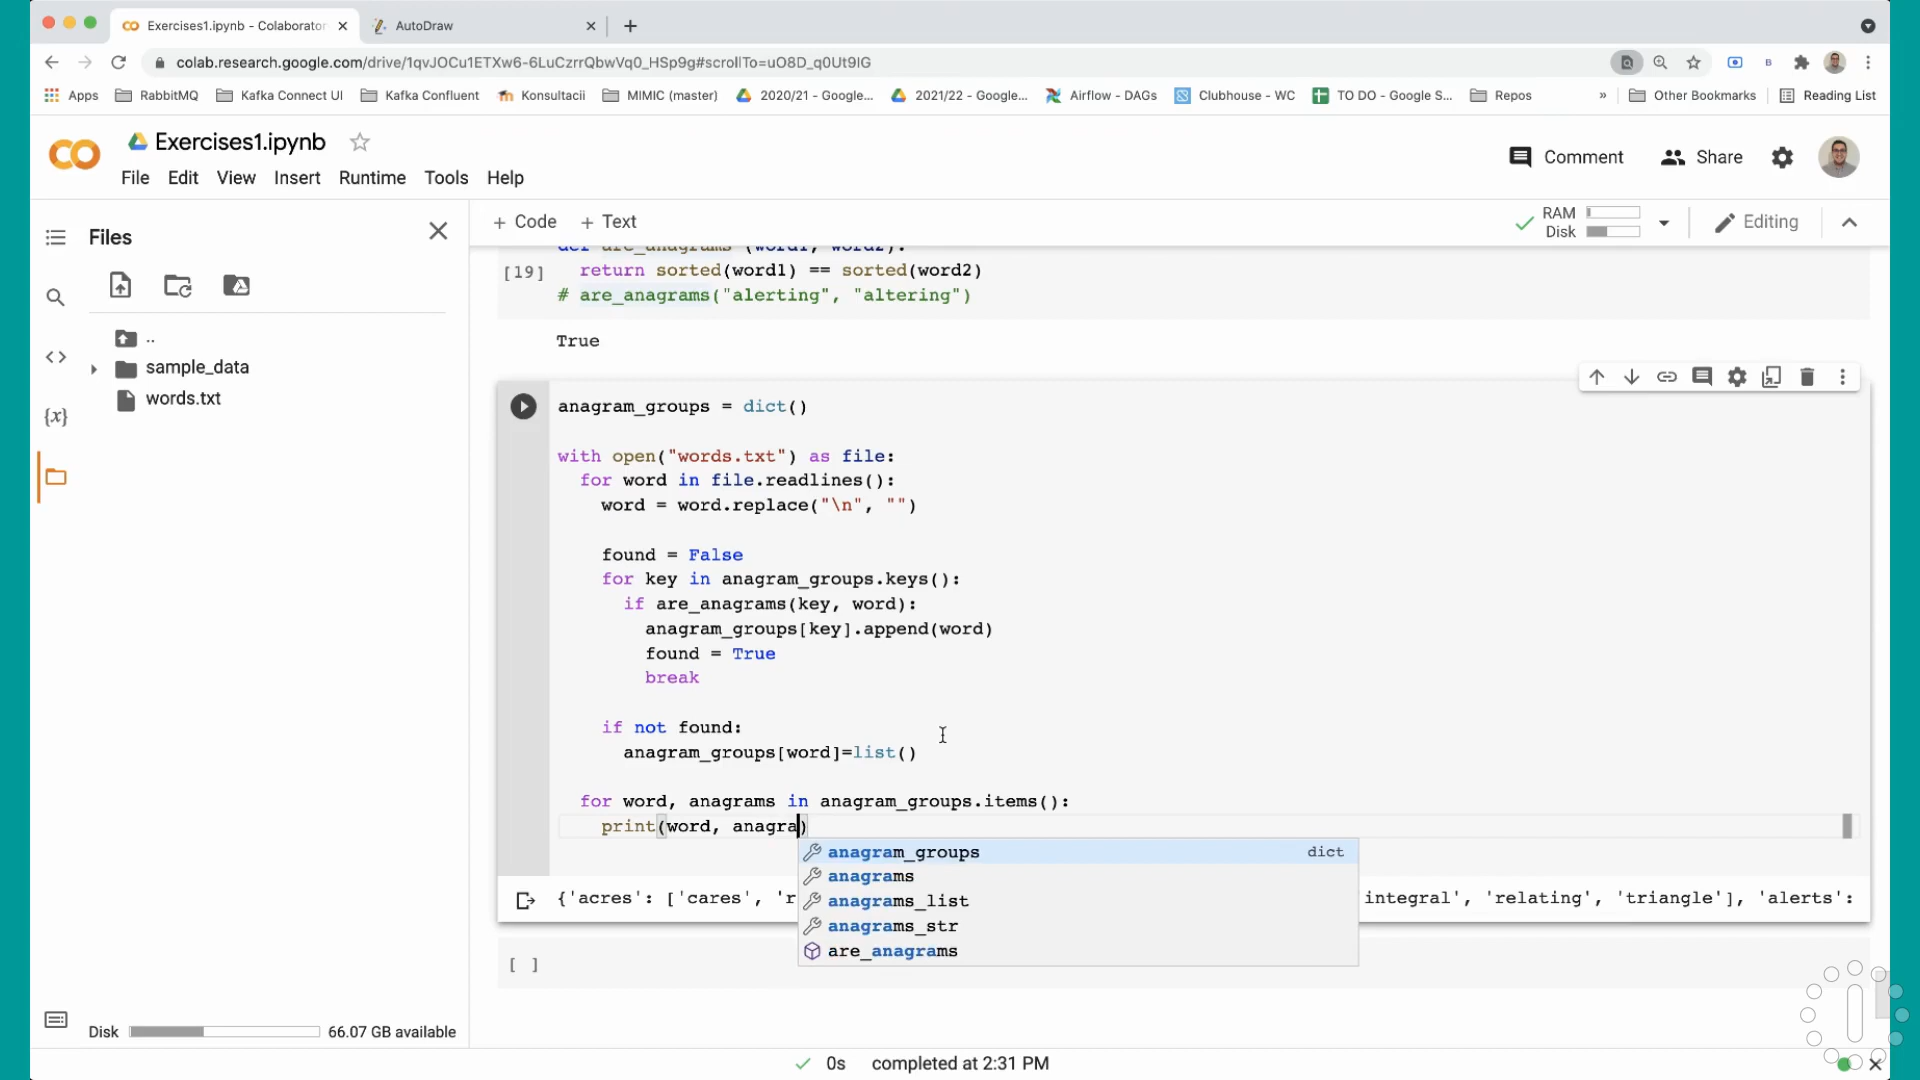 Exercises1.ipynb - Colaborator
AutoDraw
colab.research.google.com/drive/1qvJOCu1ETXw6-6LuCzrrQbwVq0_HSp9g#scrollTo=uO8D_q0Ut9IG
Apps RabbitMQ Kafka Connect UI Kafka Confluent Konsultacii MIMIC (master) 2020/21 - Google... 2021/22 - Google... Airflow - DAGs Clubhouse - WC TO DO - Google S... Repos » Other Bookmarks Reading List
CO Exercises1.ipynb
Comment Share
File Edit View Insert Runtime Tools Help
Files
+ Code + Text
RAM
Disk
Editing
..
sample_data
words.txt
{x}
def are_anagrams (word1, word2):
[19] return sorted(word1) == sorted(word2)
# are_anagrams("alerting", "altering")
True
anagram_groups = dict()
with open("words.txt") as file:
for word in file.readlines():
word = word.replace("\n", "")
found = False
for key in anagram_groups.keys():
if are_anagrams(key, word):
anagram_groups[key].append(word)
found = True
break
if not found:
anagram_groups[word]=list()
for word, anagrams in anagram_groups.items():
print(word, anagra)
anagram_groups dict
anagrams
anagrams_list
anagrams_str
are_anagrams
{'acres': ['cares', 'r integral', 'relating', 'triangle'], 'alerts':
[ ]
Disk 66.07 GB available
0s completed at 2:31 PM